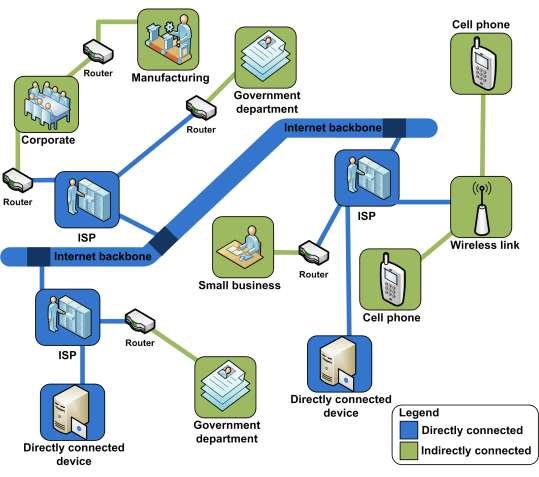 Cell phone
Router
Manufacturing
Government
department
Router
Internet backbone
Corporate
Router
ISP
ISP
Wireless link
Internet backbone
Small business
Router
Cell phone
ISP
Router
Directly connected
device
Government
department
Directly connected
device
Legend
Directly connected
Indirectly connected